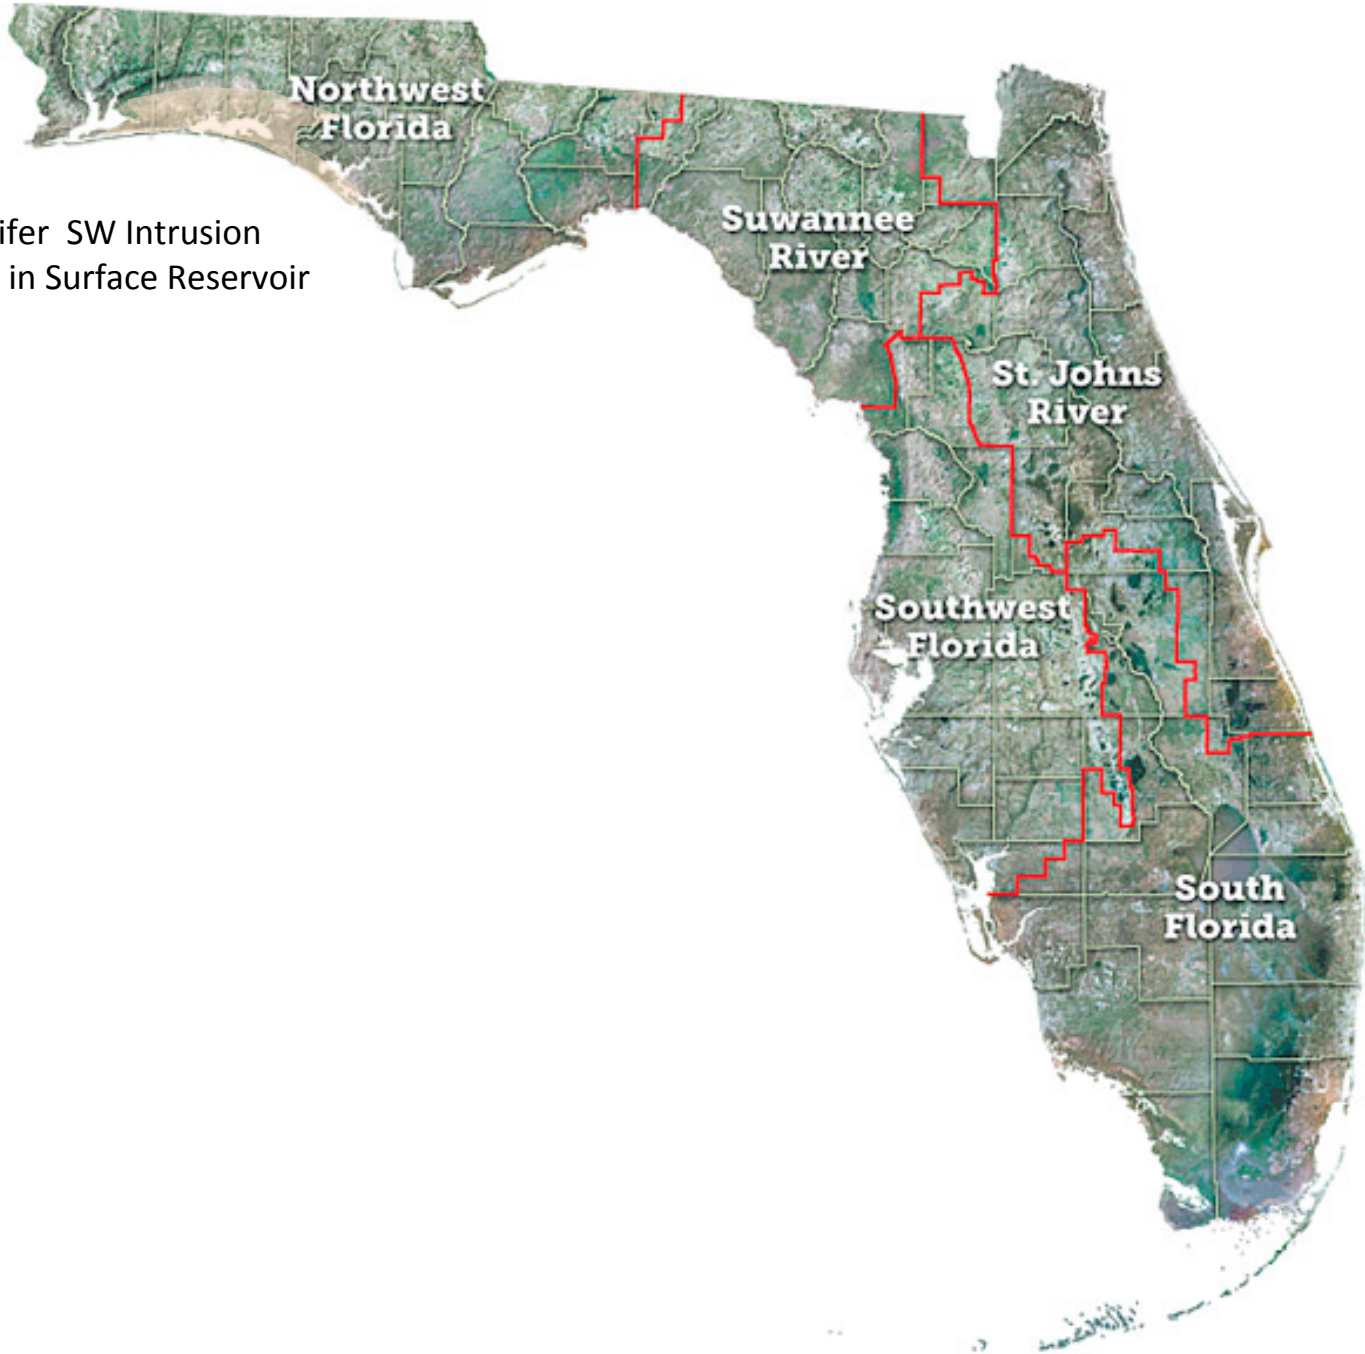 Northwest
Florida
ifer SW Intrusion
in Surface Reservoir
Suwannee
River
St. Johns
River
Southwest
Florida
South
Florida